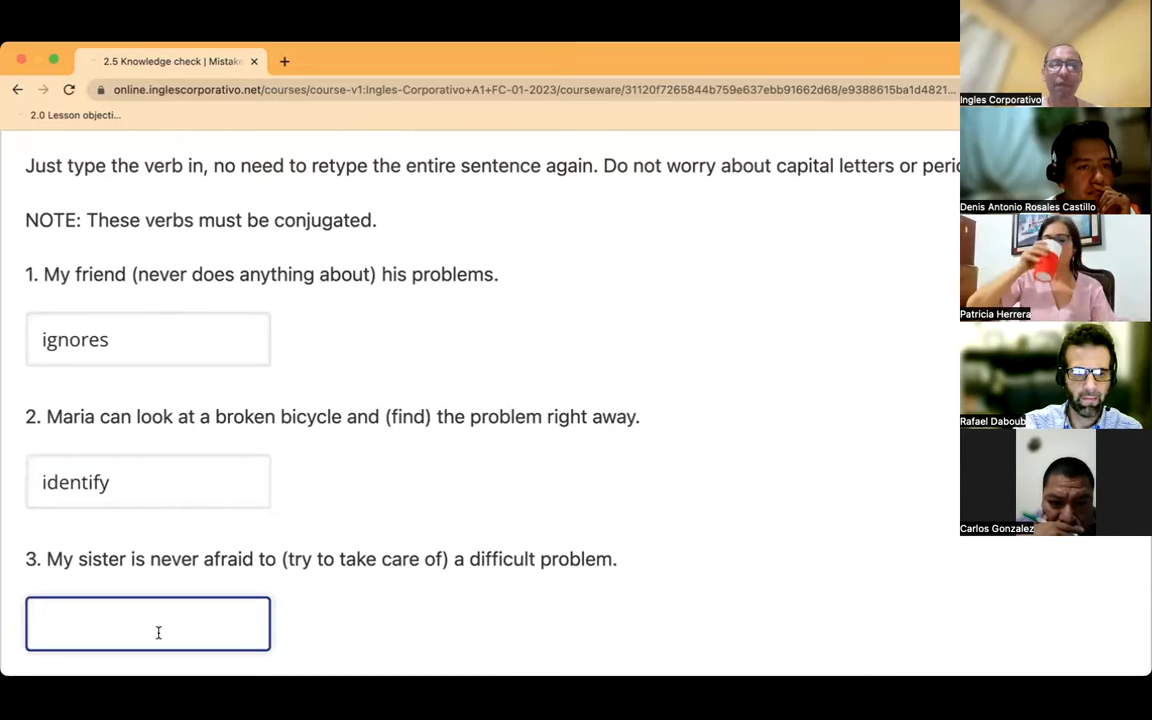 2.5 Knowledge check | Mistak
online.inglescorporativo.net/courses/course-v1:Ingles-Corporativo+A1+FC-01-2023/courseware/31120f7265844b759e637ebb91662d68/e9388615ba1d4821...
2.0 Lesson objecti...
Just type the verb in, no need to retype the entire sentence again. Do not worry about capital letters or perio
NOTE: These verbs must be conjugated.
1. My friend (never does anything about) his problems.
ignores
2. Maria can look at a broken bicycle and (find) the problem right away.
identify
3. My sister is never afraid to (try to take care of) a difficult problem.
Ingles Corporativo
Denis Antonio Rosales Castillo
Patricia Herrera
Rafael Daboub
Carlos Gonzalez